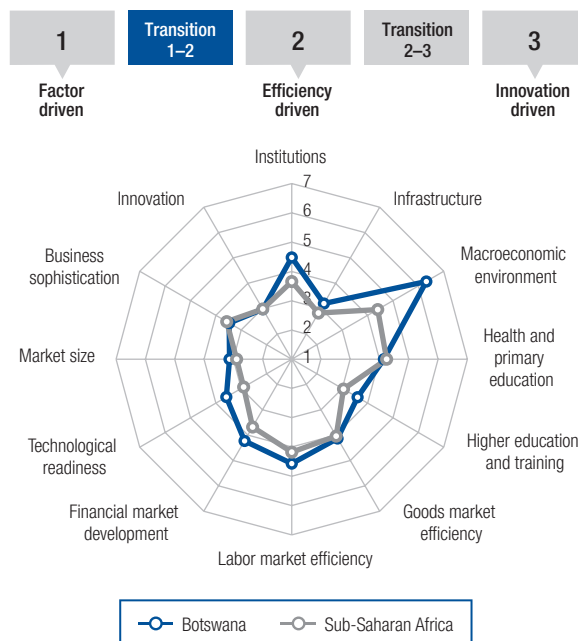 1
Transition
1–2
2
Transition
2–3
3
Factor
driven
Efficiency
driven
Innovation
driven
Institutions
7
6
5
4
3
2
1
Infrastructure
Macroeconomic
environment
Health and
primary
education
Higher education
and training
Goods market
efficiency
Labor market efficiency
Financial market
development
Technological
readiness
Market size
Business
sophistication
Innovation
Botswana
Sub-Saharan Africa